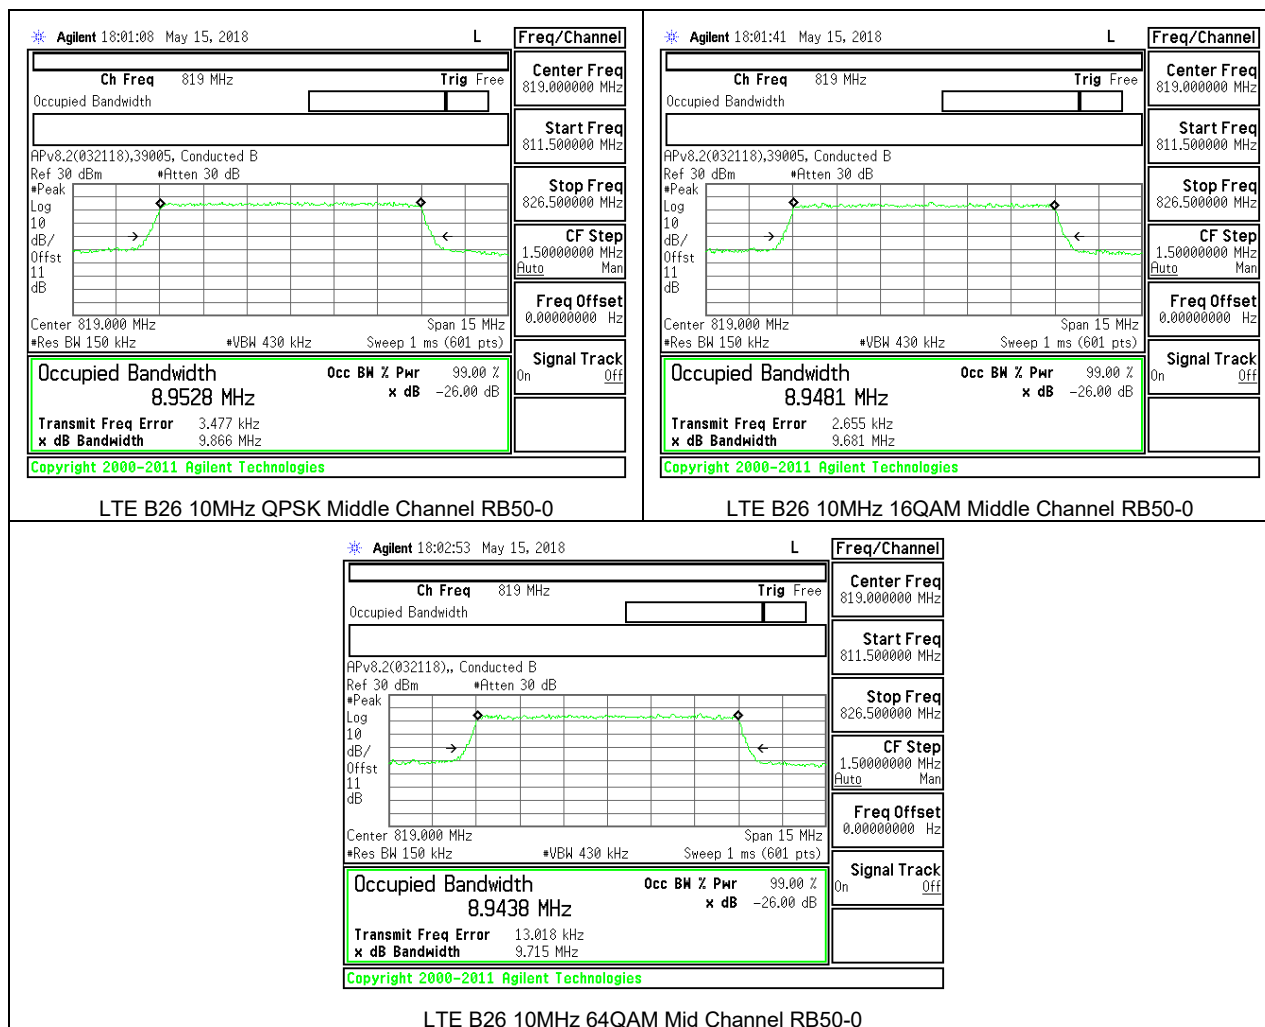 Agilent 18:01:08 May 15, 2018 L Freq/Channel
Ch Freq 819 MHz Trig Free
Occupied Bandwidth
Center Freq
819.000000 MHz
Start Freq
811.500000 MHz
Stop Freq
826.500000 MHz
CF Step
1.50000000 MHz
Auto Man
Freq Offset
0.00000000 Hz
Signal Track
On Off
APv8.2(032118),39005, Conducted B
Ref 30 dBm #Atten 30 dB
#Peak
Log
10
dB/
Offst
11
dB
Center 819.000 MHz Span 15 MHz
#Res BW 150 kHz #VBW 430 kHz Sweep 1 ms (601 pts)
Occupied Bandwidth Occ BW % Pwr 99.00 %
8.9528 MHz x dB -26.00 dB
Transmit Freq Error 3.477 kHz
x dB Bandwidth 9.866 MHz
Copyright 2000-2011 Agilent Technologies
LTE B26 10MHz QPSK Middle Channel RB50-0
Agilent 18:01:41 May 15, 2018 L Freq/Channel
Ch Freq 819 MHz Trig Free
Occupied Bandwidth
Center Freq
819.000000 MHz
Start Freq
811.500000 MHz
Stop Freq
826.500000 MHz
CF Step
1.50000000 MHz
Auto Man
Freq Offset
0.00000000 Hz
Signal Track
On Off
APv8.2(032118),39005, Conducted B
Ref 30 dBm #Atten 30 dB
#Peak
Log
10
dB/
Offst
11
dB
Center 819.000 MHz Span 15 MHz
#Res BW 150 kHz #VBW 430 kHz Sweep 1 ms (601 pts)
Occupied Bandwidth Occ BW % Pwr 99.00 %
8.9481 MHz x dB -26.00 dB
Transmit Freq Error 2.655 kHz
x dB Bandwidth 9.681 MHz
Copyright 2000-2011 Agilent Technologies
LTE B26 10MHz 16QAM Middle Channel RB50-0
Agilent 18:02:53 May 15, 2018 L Freq/Channel
Ch Freq 819 MHz Trig Free
Occupied Bandwidth
Center Freq
819.000000 MHz
Start Freq
811.500000 MHz
Stop Freq
826.500000 MHz
CF Step
1.50000000 MHz
Auto Man
Freq Offset
0.00000000 Hz
Signal Track
On Off
APv8.2(032118),, Conducted B
Ref 30 dBm #Atten 30 dB
#Peak
Log
10
dB/
Offst
11
dB
Center 819.000 MHz Span 15 MHz
#Res BW 150 kHz #VBW 430 kHz Sweep 1 ms (601 pts)
Occupied Bandwidth Occ BW % Pwr 99.00 %
8.9438 MHz x dB -26.00 dB
Transmit Freq Error 13.018 kHz
x dB Bandwidth 9.715 MHz
Copyright 2000-2011 Agilent Technologies
LTE B26 10MHz 64QAM Mid Channel RB50-0